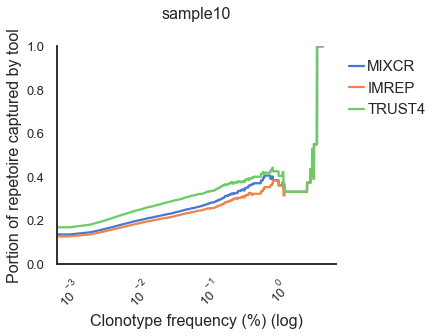 sample10
Portion of repetoire captured by tool
1.0
0.8
0.6
0.4
0.2
0.0
10^-3
10^-2
10^-1
10^0
Clonotype frequency (%) (log)
MIXCR
IMREP
TRUST4